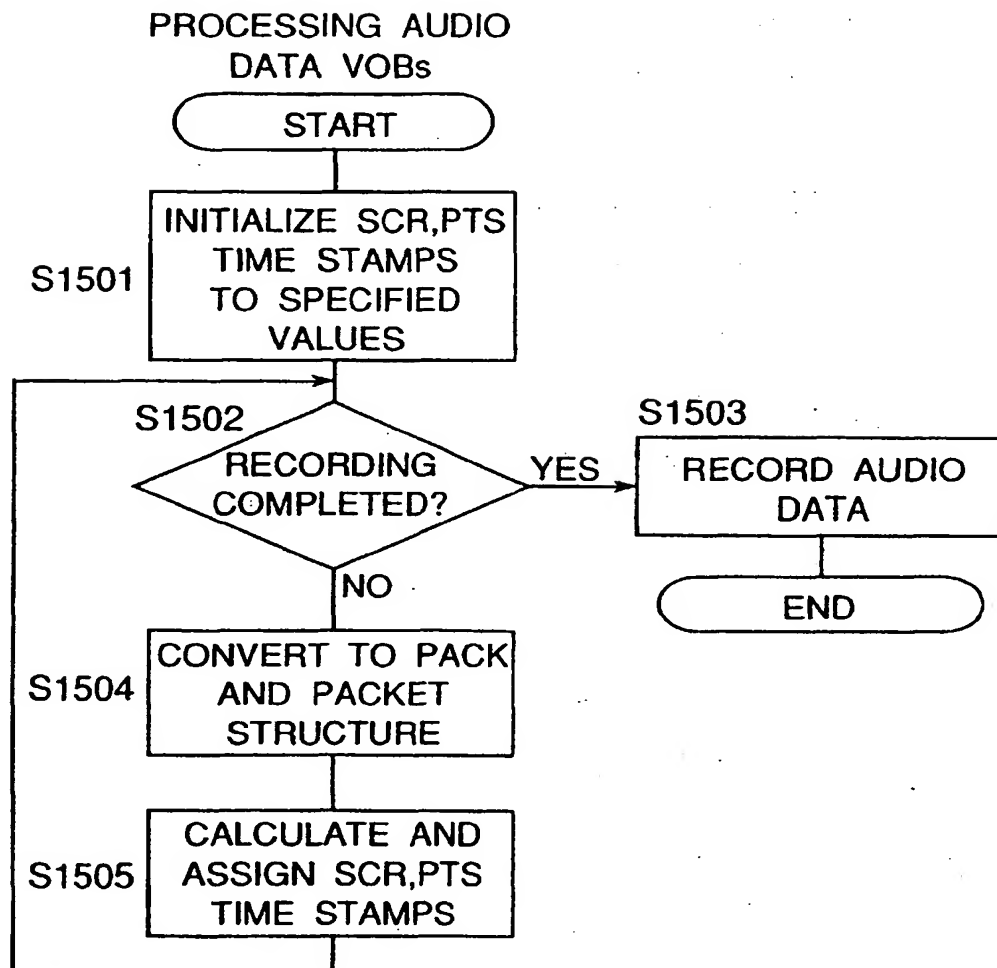 PROCESSING AUDIO
DATA VOBs
START
S1501
INITIALIZE SCR,PTS
TIME STAMPS
TO SPECIFIED
VALUES
S1502
RECORDING
COMPLETED?
YES
S1503
RECORD AUDIO
DATA
END
NO
S1504
CONVERT TO PACK
AND PACKET
STRUCTURE
S1505
CALCULATE AND
ASSIGN SCR,PTS
TIME STAMPS